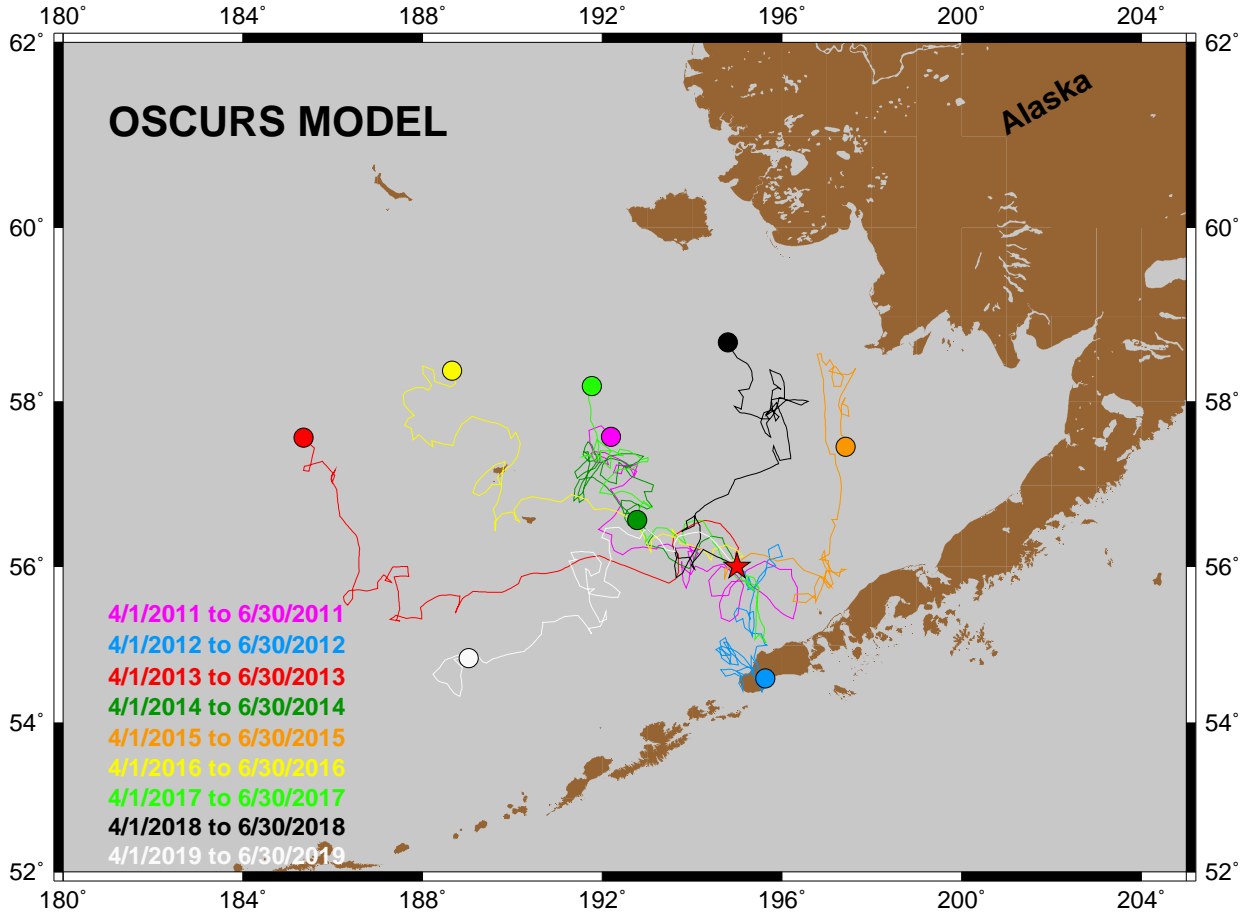 180˚ 184˚ 188˚ 192˚ 196˚ 200˚ 204˚
62˚ 62˚
Alaska
OSCURS MODEL
60˚ 60˚
58˚ 58˚
56˚ 56˚
4/1/2011 to 6/30/2011
4/1/2012 to 6/30/2012
4/1/2013 to 6/30/2013
4/1/2014 to 6/30/2014
54˚ 54˚
4/1/2015 to 6/30/2015
4/1/2016 to 6/30/2016
4/1/2017 to 6/30/2017
4/1/2018 to 6/30/2018
4/1/2019 to 6/30/2019
52˚ 52˚
180˚ 184˚ 188˚ 192˚ 196˚ 200˚ 204˚